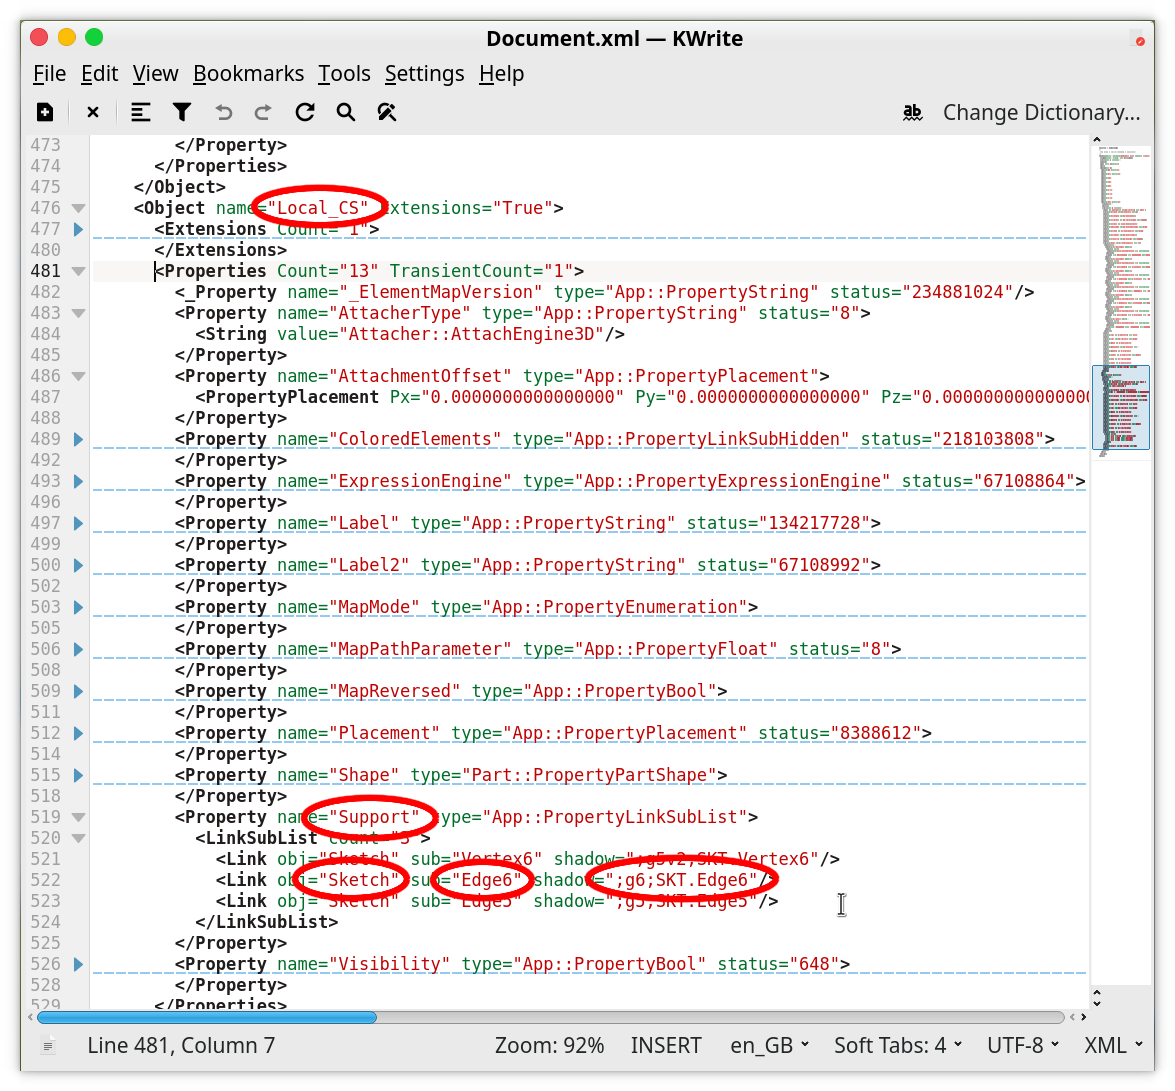 Document.xml — KWrite
File Edit View Bookmarks Tools Settings Help
Change Dictionary...
473 </Property>
474 </Properties>
475 </Object>
476 <Object name="Local_CS" Extensions="True">
477 <Extensions Count="1">
480 </Extensions>
481 <Properties Count="13" TransientCount="1">
482 <_Property name="_ElementMapVersion" type="App::PropertyString" status="234881024"/>
483 <Property name="AttacherType" type="App::PropertyString" status="8">
484 <String value="Attacher::AttachEngine3D"/>
485 </Property>
486 <Property name="AttachmentOffset" type="App::PropertyPlacement">
487 <PropertyPlacement Px="0.0000000000000000" Py="0.0000000000000000" Pz="0.0000000000000000
488 </Property>
489 <Property name="ColoredElements" type="App::PropertyLinkSubHidden" status="218103808">
492 </Property>
493 <Property name="ExpressionEngine" type="App::PropertyExpressionEngine" status="67108864">
496 </Property>
497 <Property name="Label" type="App::PropertyString" status="134217728">
499 </Property>
500 <Property name="Label2" type="App::PropertyString" status="67108992">
502 </Property>
503 <Property name="MapMode" type="App::PropertyEnumeration">
505 </Property>
506 <Property name="MapPathParameter" type="App::PropertyFloat" status="8">
508 </Property>
509 <Property name="MapReversed" type="App::PropertyBool">
511 </Property>
512 <Property name="Placement" type="App::PropertyPlacement" status="8388612">
514 </Property>
515 <Property name="Shape" type="Part::PropertyPartShape">
518 </Property>
519 <Property name="Support" type="App::PropertyLinkSubList">
520 <LinkSubList Count="3">
521 <Link obj="Sketch" sub="Vertex6" shadow=";g5v2;SKT.Vertex6"/>
522 <Link obj="Sketch" sub="Edge6" shadow=";g6;SKT.Edge6"/>
523 <Link obj="Sketch" sub="Edge5" shadow=";g5;SKT.Edge5"/>
524 </LinkSubList>
525 </Property>
526 <Property name="Visibility" type="App::PropertyBool" status="648">
528 </Property>
529 </Properties>
Line 481, Column 7 Zoom: 92% INSERT en_GB Soft Tabs: 4 UTF-8 XML